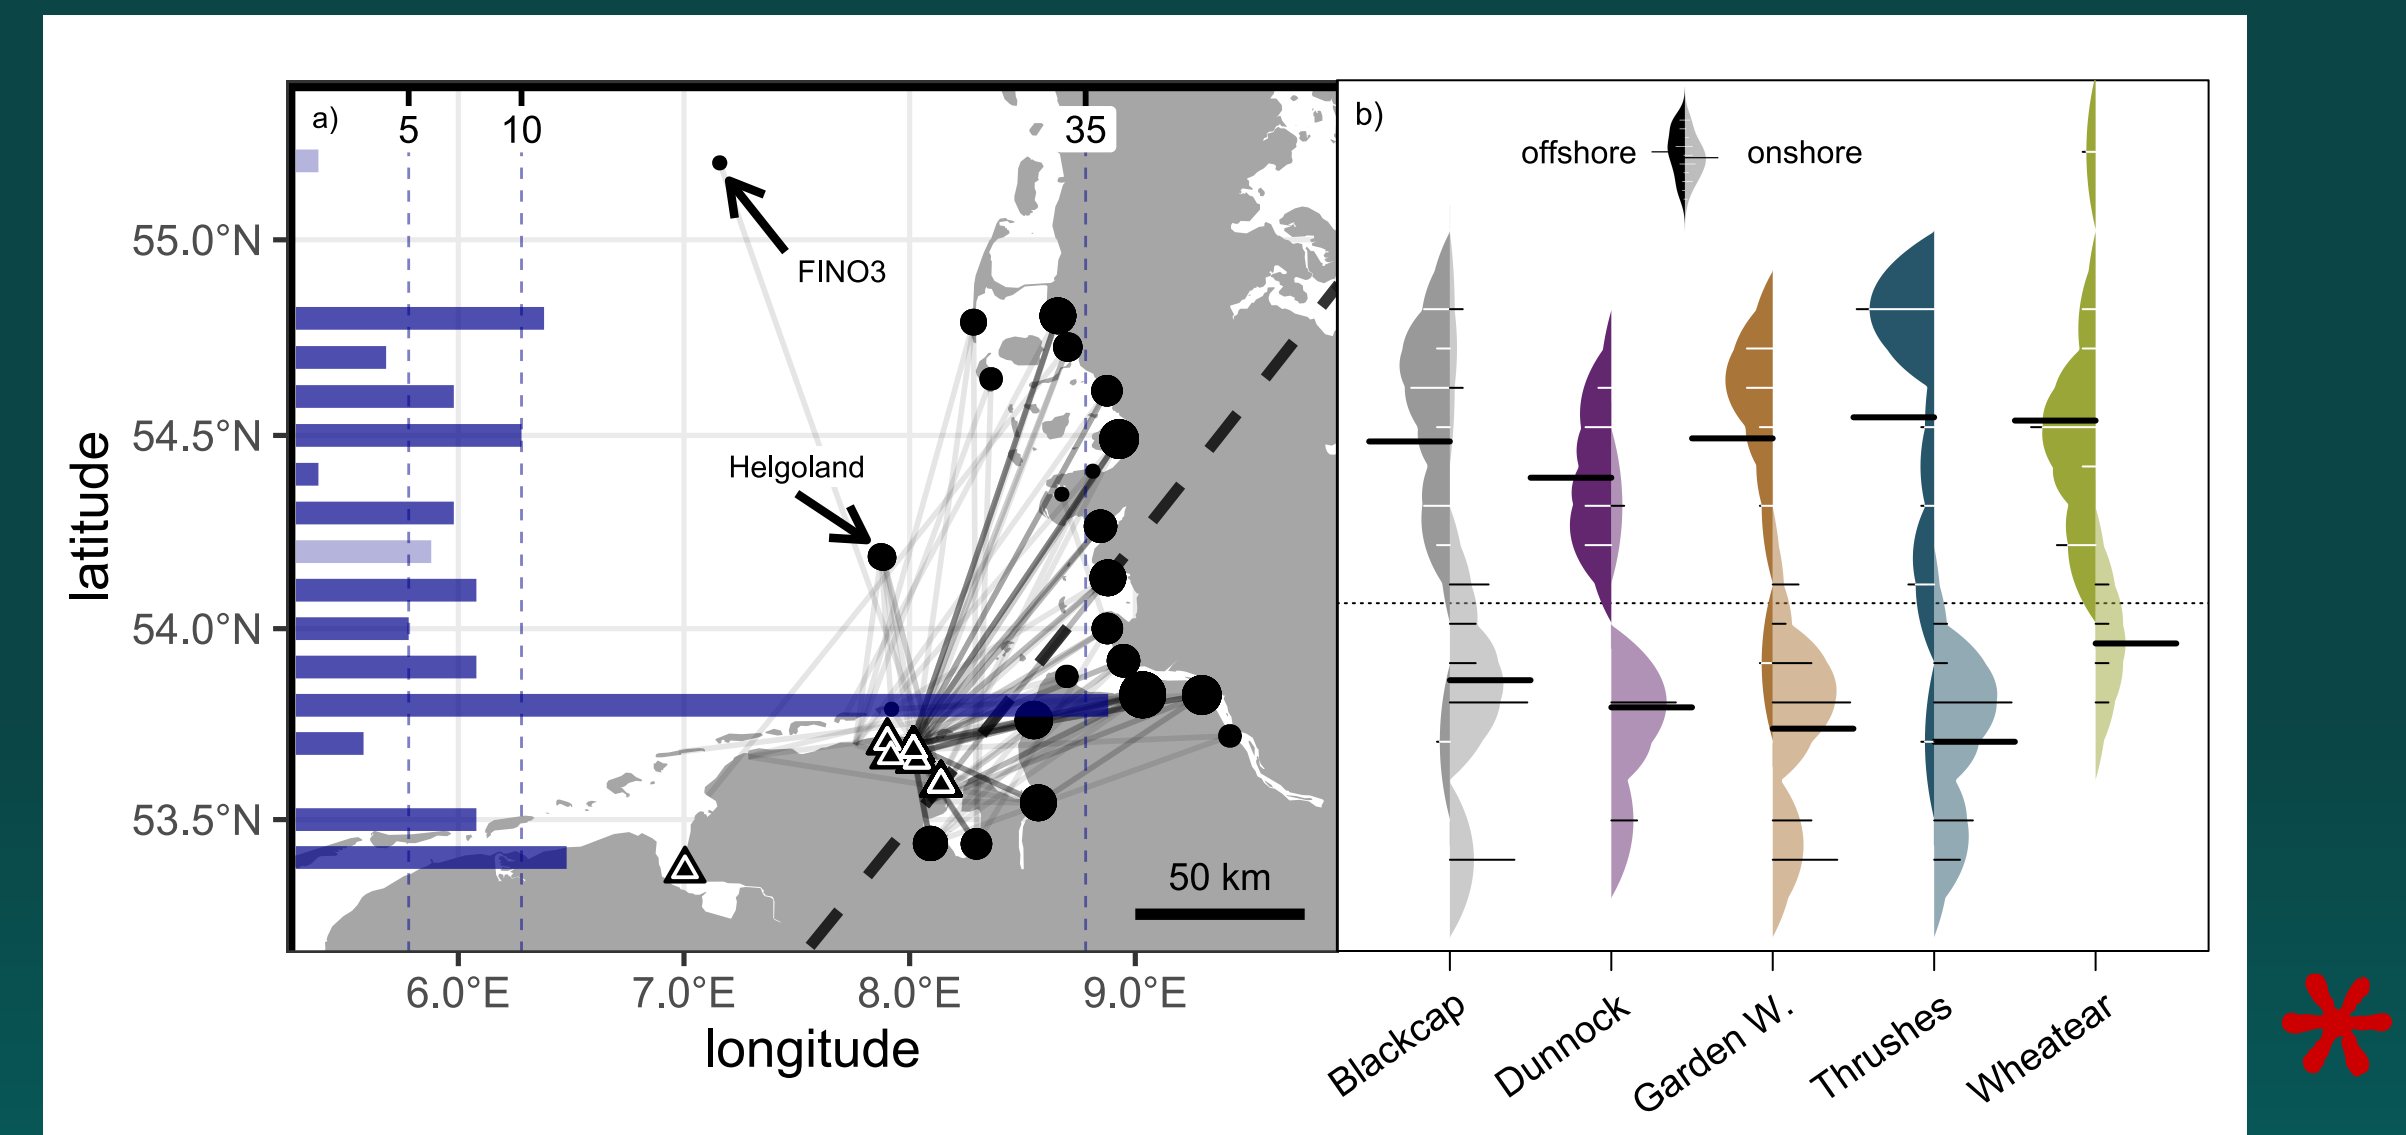 a)
5
10
35
b)
offshore
onshore
FINO3
Helgoland
55.0°N
54.5°N
54.0°N
53.5°N
latitude
50 km
6.0°E
7.0°E
8.0°E
9.0°E
longitude
Blackcap
Dunnock
Garden W.
Thrushes
Wheatear
*